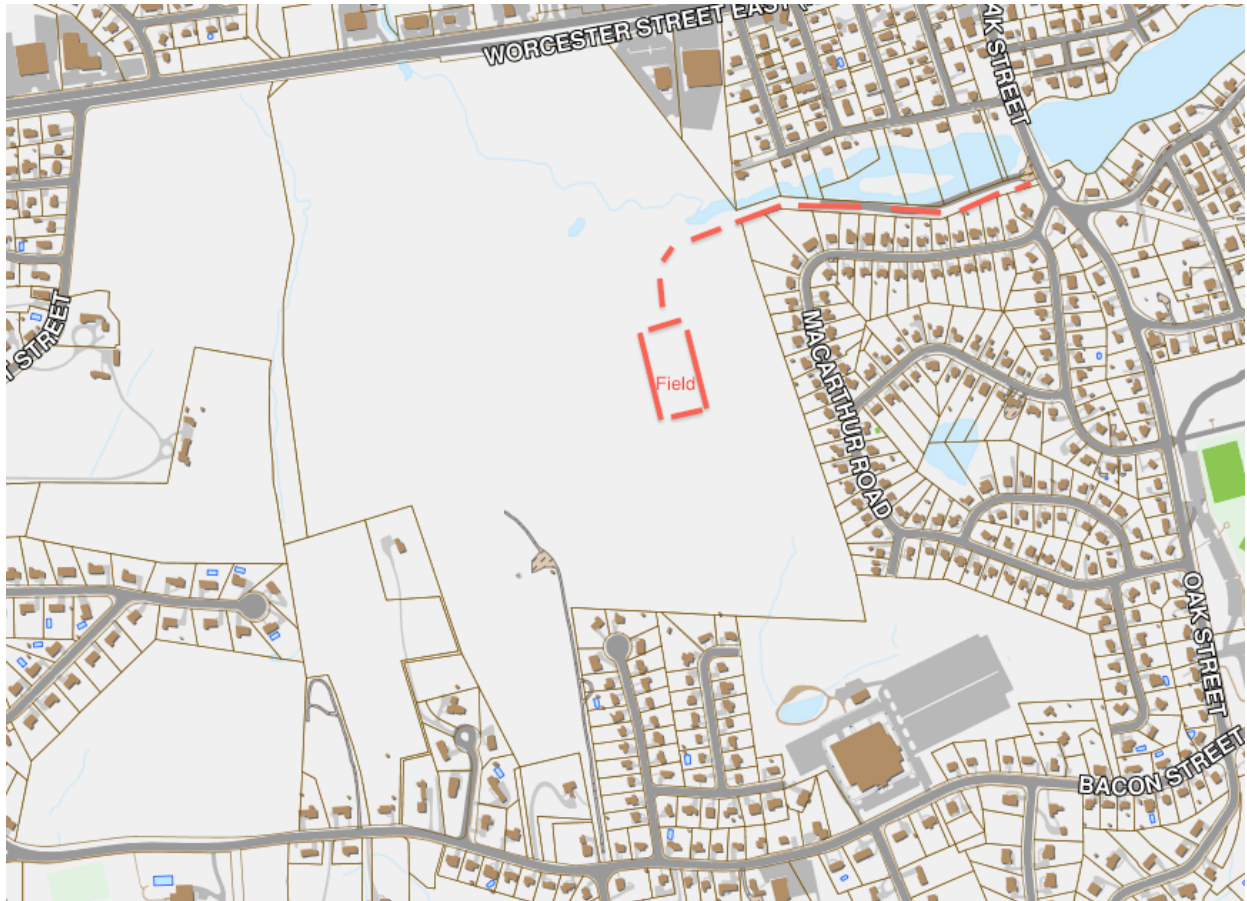 WORCESTER STREET EAST
OAK STREET
STREET
MACARTHUR ROAD
Field
OAK STREET
BACON STREET